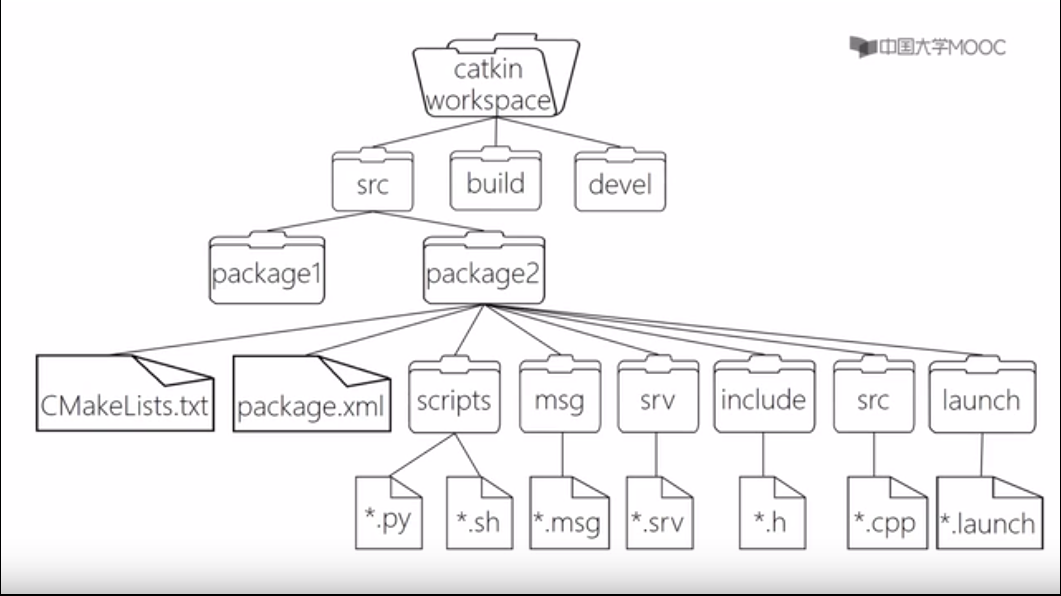 中国大学MOOC
catkin
workspace
src
build
devel
package1
package2
CMakeLists.txt
package.xml
scripts
msg
srv
include
src
launch
*.py
*.sh
*.msg
*.srv
*.h
*.cpp
*.launch